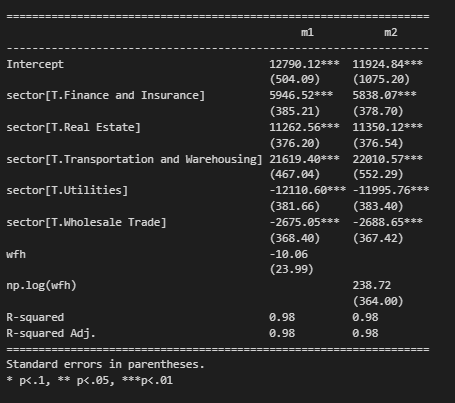 ==================================================================
m1 m2
------------------------------------------------------------------
Intercept 12790.12*** 11924.84***
(504.09) (1075.20)
sector[T.Finance and Insurance] 5946.52*** 5838.07***
(385.21) (378.70)
sector[T.Real Estate] 11262.56*** 11350.12***
(376.20) (376.54)
sector[T.Transportation and Warehousing] 21619.40*** 22010.57***
(467.04) (552.29)
sector[T.Utilities] -12110.60*** -11995.76***
(381.66) (383.40)
sector[T.Wholesale Trade] -2675.05*** -2688.65***
(368.40) (367.42)
wfh -10.06
(23.99)
np.log(wfh) 238.72
(364.00)
R-squared 0.98 0.98
R-squared Adj. 0.98 0.98
==================================================================
Standard errors in parentheses.
* p<.1, ** p<.05, ***p<.01